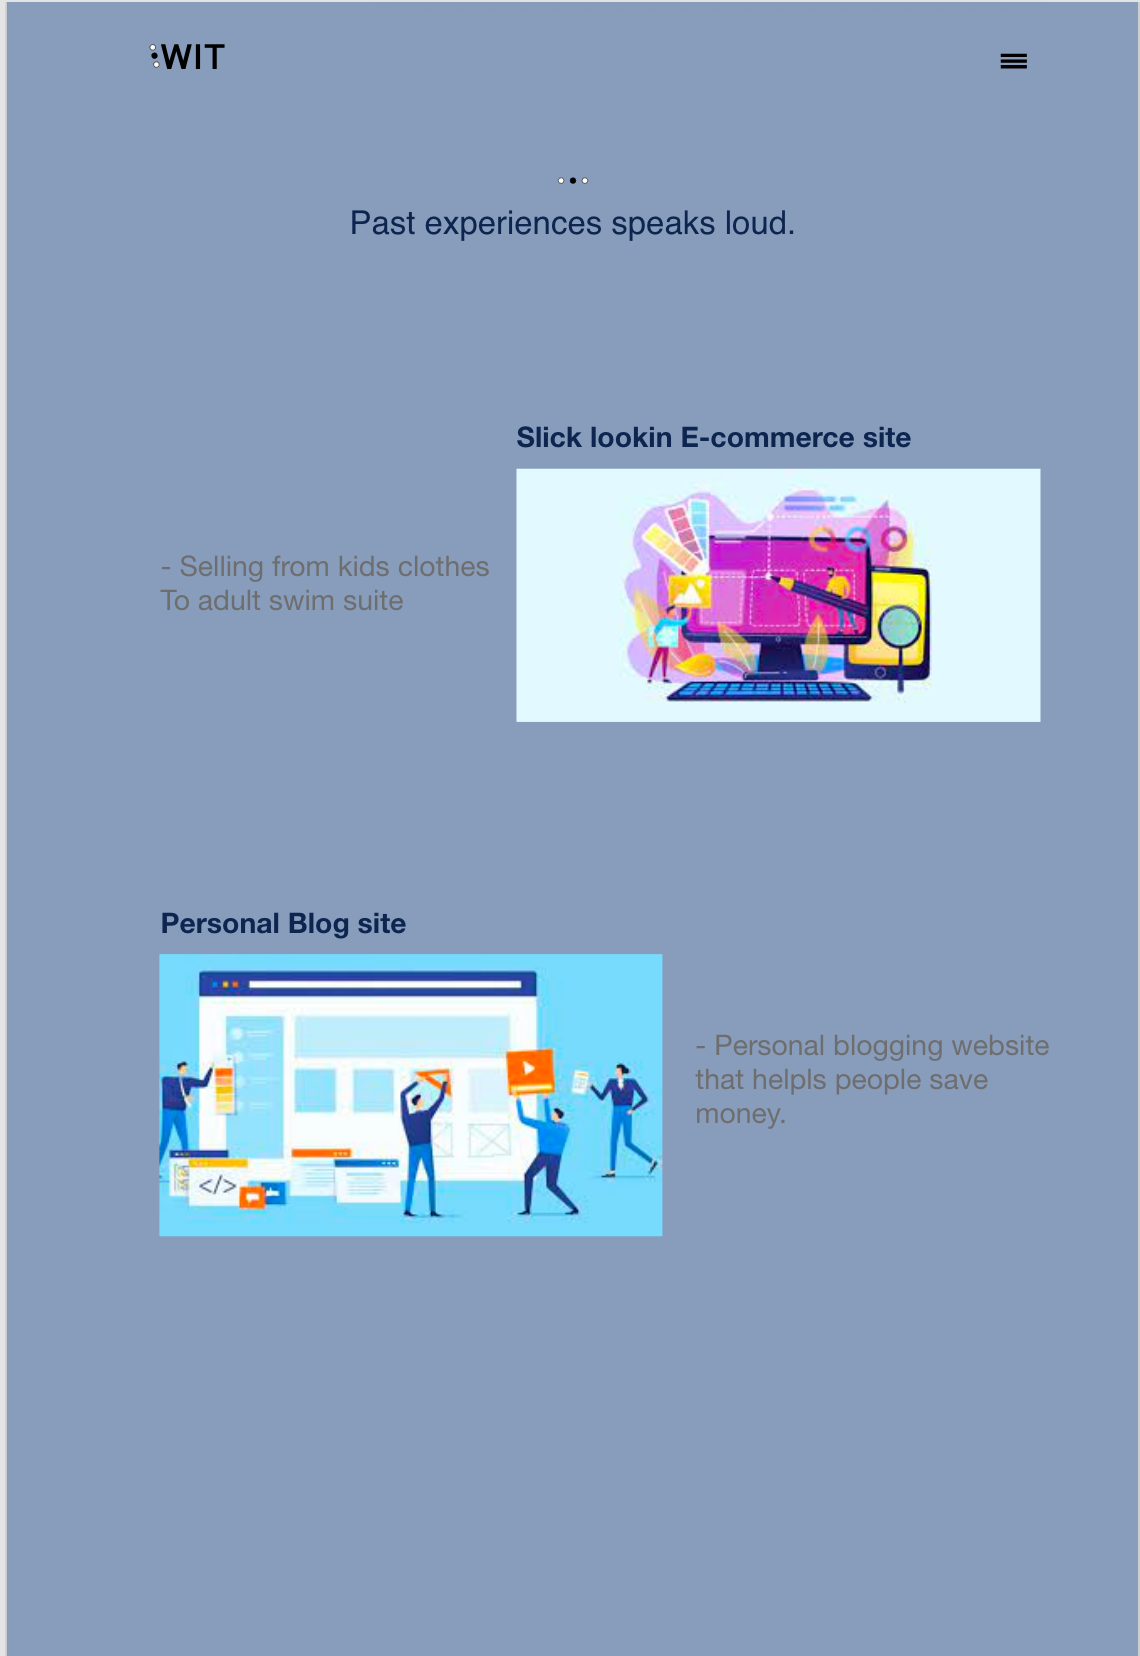 WIT
Past experiences speaks loud.
Slick lookin E-commerce site
- Selling from kids clothes
To adult swim suite
Personal Blog site
</>
- Personal blogging website
that helpls people save
money.